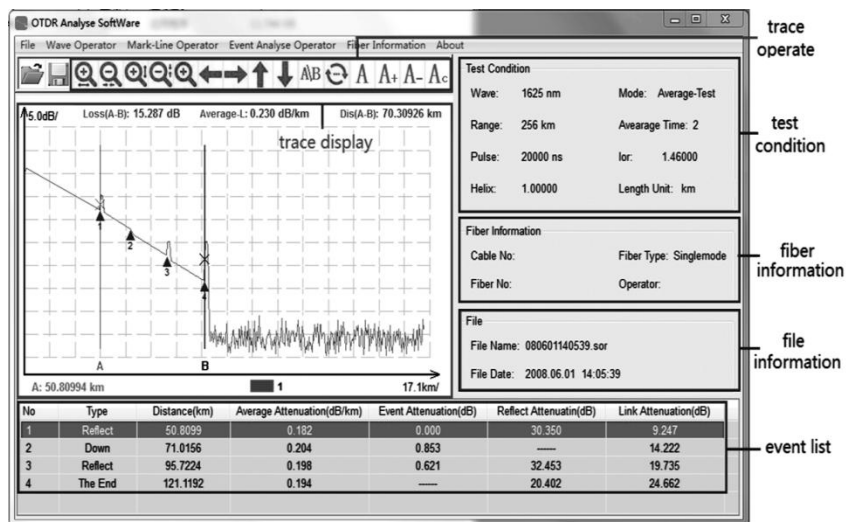 OTDR Analyse SoftWare
File Wave Operator Mark-Line Operator Event Analyse Operator Fiber Information About
A\B A A+ A- Ac
trace operate
5.0dB/ Loss(A-B): 15.287 dB Average-L: 0.230 dB/km Dis(A-B): 70.30926 km
trace display
1
2
3
4
A B
A: 50.80994 km 1 17.1km/
Test Condition
Wave: 1625 nm Mode: Average-Test
Range: 256 km Avearage Time: 2
Pulse: 20000 ns Ior: 1.46000
Helix: 1.00000 Length Unit: km
test condition
Fiber Information
Cable No: Fiber Type: Singlemode
Fiber No: Operator:
fiber information
File
File Name: 080601140539.sor
File Date: 2008.06.01 14:05:39
file information
No Type Distance(km) Average Attenuation(dB/km) Event Attenuation(dB) Reflect Attenuatin(dB) Link Attenuation(dB)
1 Reflect 50.8099 0.182 0.000 30.350 9.247
2 Down 71.0156 0.204 0.853 ----- 14.222
3 Reflect 95.7224 0.198 0.621 32.453 19.735
4 The End 121.1192 0.194 ----- 20.402 24.662
event list